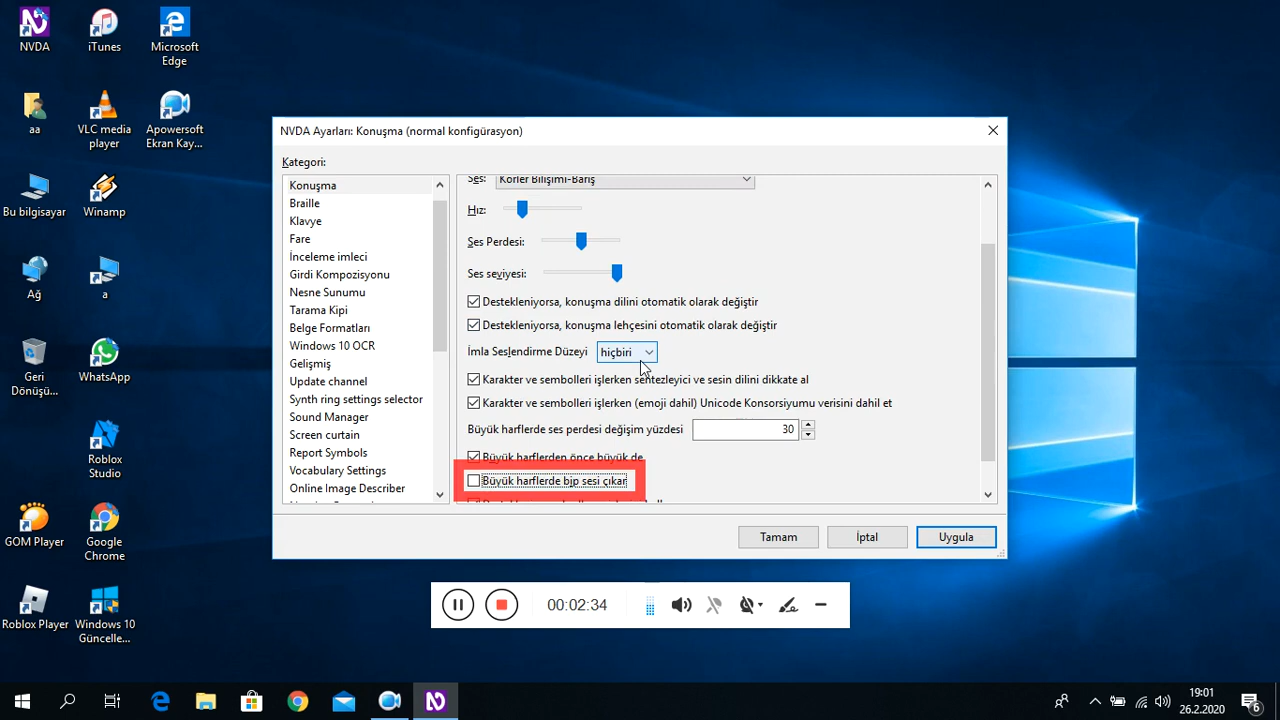 NVDA
iTunes
Microsoft
Edge
aa
VLC media
player
Apowersoft
Ekran Kay...
Bu bilgisayar
Winamp
Ağ
a
Geri
Dönüşü...
WhatsApp
Roblox
Studio
GOM Player
Google
Chrome
Roblox Player
Windows 10
Güncelle...
NVDA Ayarları: Konuşma (normal konfigürasyon)
Kategori:
Konuşma
Braille
Klavye
Fare
İnceleme imleci
Girdi Kompozisyonu
Nesne Sunumu
Tarama Kipi
Belge Formatları
Windows 10 OCR
Gelişmiş
Update channel
Synth ring settings selector
Sound Manager
Screen curtain
Report Symbols
Vocabulary Settings
Online Image Describer
Ses: Körler Bilişimi-Barış
Hız:
Ses Perdesi:
Ses seviyesi:
Destekleniyorsa, konuşma dilini otomatik olarak değiştir
Destekleniyorsa, konuşma lehçesini otomatik olarak değiştir
İmla Seslendirme Düzeyi hiçbiri
Karakter ve sembolleri işlerken sentezleyici ve sesin dilini dikkate al
Karakter ve sembolleri işlerken (emoji dahil) Unicode Konsorsiyumu verisini dahil et
Büyük harflerde ses perdesi değişim yüzdesi 30
Büyük harflerden önce büyük de
Büyük harflerde bip sesi çıkar
Tamam
İptal
Uygula
00:02:34
19:01
26.2.2020
6